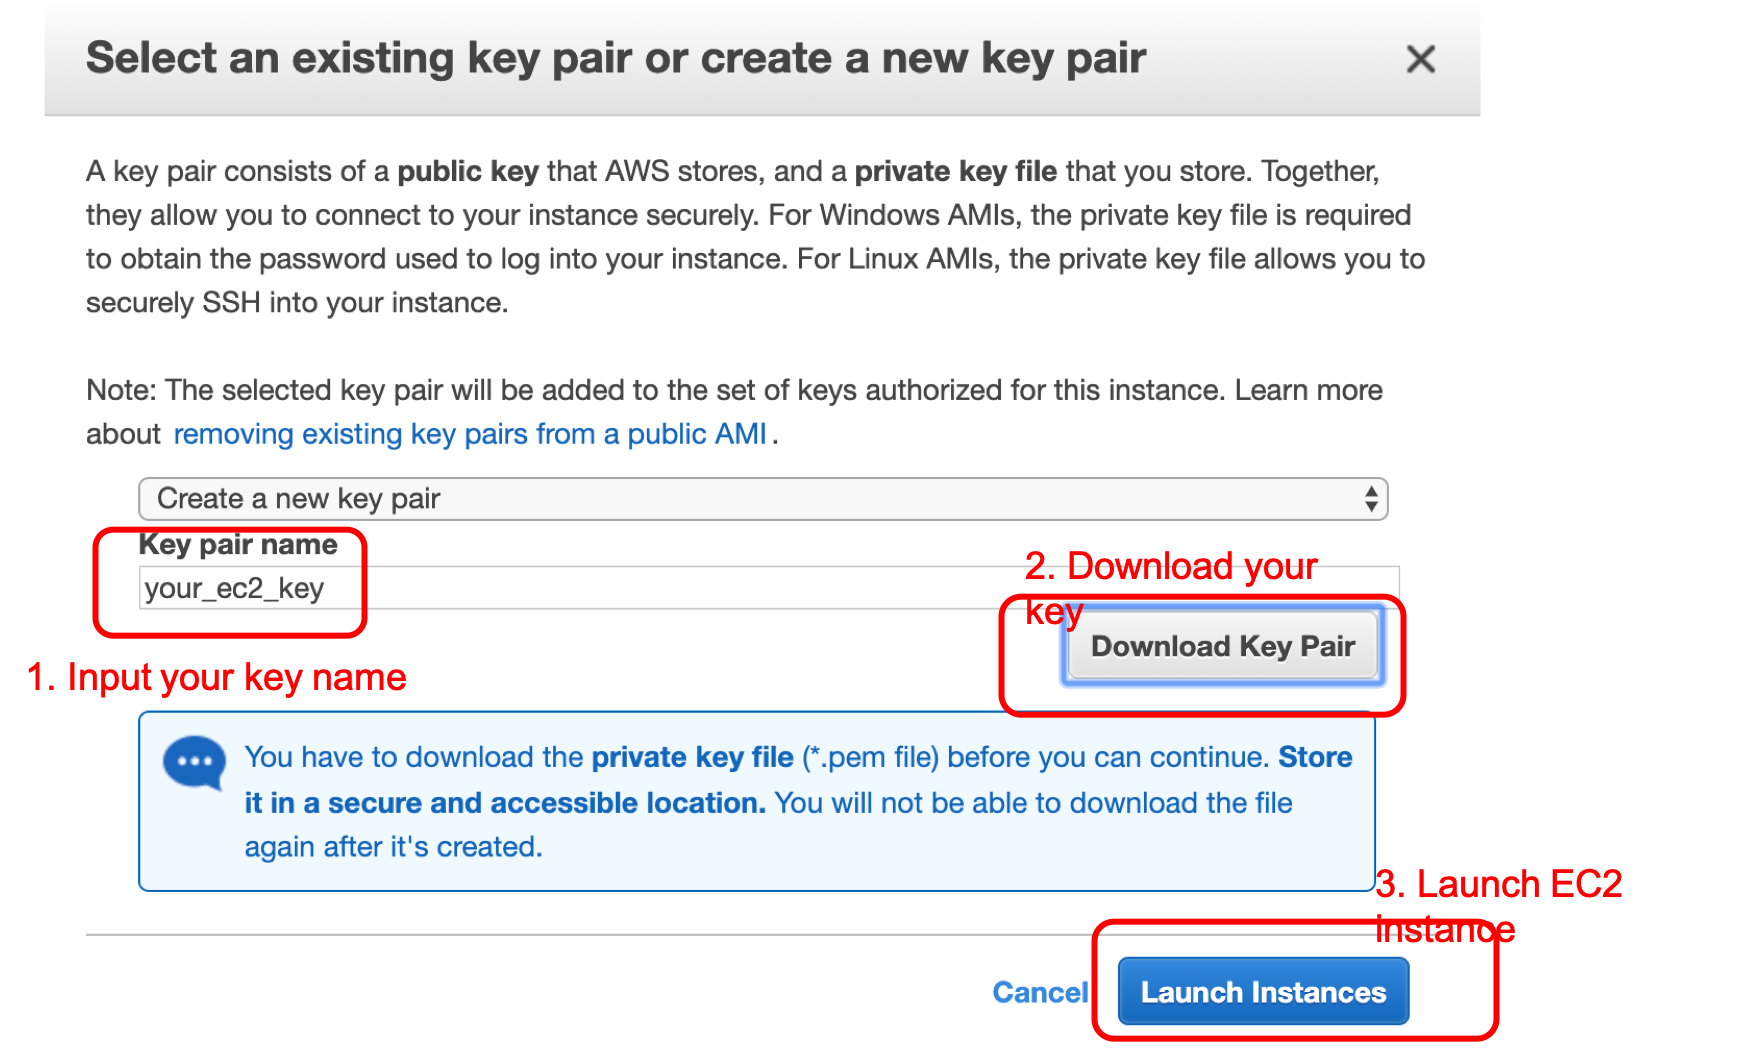 Select an existing key pair or create a new key pair
A key pair consists of a public key that AWS stores, and a private key file that you store. Together,
they allow you to connect to your instance securely. For Windows AMIs, the private key file is required
to obtain the password used to log into your instance. For Linux AMIs, the private key file allows you to
securely SSH into your instance.
Note: The selected key pair will be added to the set of keys authorized for this instance. Learn more
about removing existing key pairs from a public AMI.
Create a new key pair
Key pair name
your_ec2_key
2. Download your
key
Download Key Pair
1. Input your key name
You have to download the private key file (*.pem file) before you can continue. Store
it in a secure and accessible location. You will not be able to download the file
again after it's created.
3. Launch EC2
instance
Cancel
Launch Instances